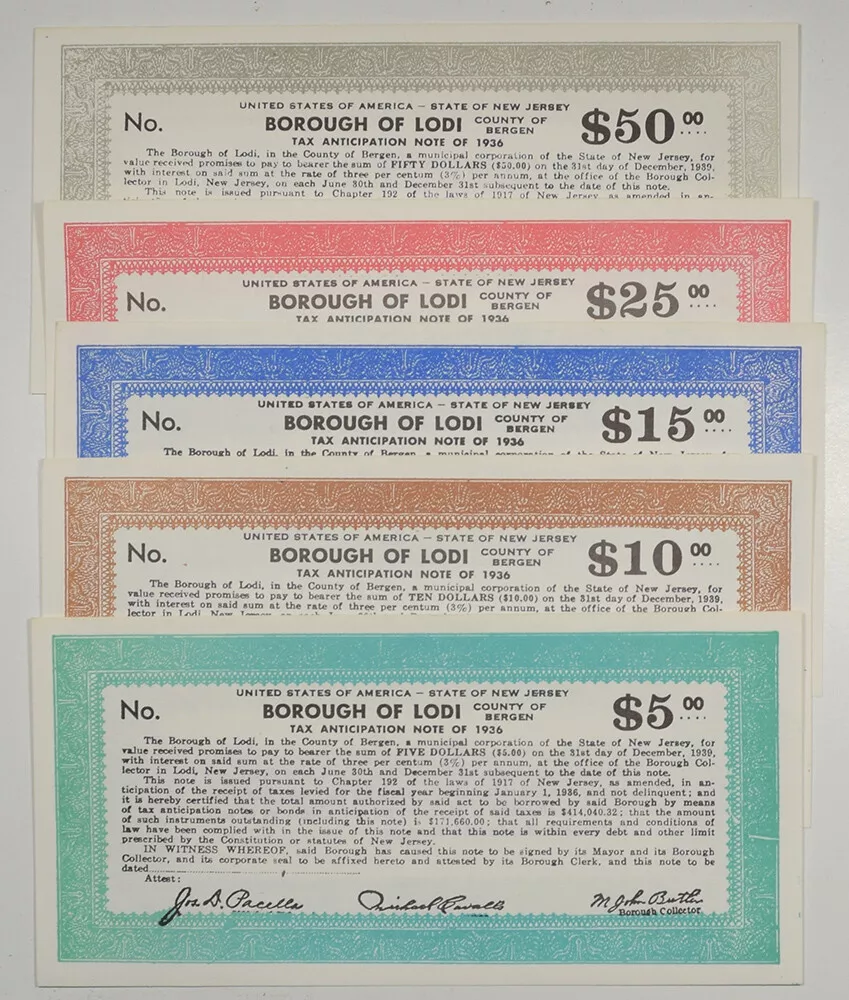 UNITED STATES OF AMERICA – STATE OF NEW JERSEY
No. BOROUGH OF LODI COUNTY OF BERGEN $50 00
TAX ANTICIPATION NOTE OF 1936
The Borough of Lodi, in the County of Bergen, a municipal corporation of the State of New Jersey, for
value received promises to pay to bearer the sum of FIFTY DOLLARS ($50.00) on the 31st day of December, 1939,
with interest on said sum at the rate of three per centum (3%) per annum, at the office of the Borough Col-
lector in Lodi, New Jersey, on each June 30th and December 31st subsequent to the date of this note.
This note is issued pursuant to Chapter 192 of the laws of 1917 of New Jersey, as amended, in an-
UNITED STATES OF AMERICA – STATE OF NEW JERSEY
No. BOROUGH OF LODI COUNTY OF BERGEN $25 00
TAX ANTICIPATION NOTE OF 1936
UNITED STATES OF AMERICA – STATE OF NEW JERSEY
No. BOROUGH OF LODI COUNTY OF BERGEN $15 00
TAX ANTICIPATION NOTE OF 1936
The Borough of Lodi, in the County of Bergen, a municipal corporation of the State of New Jersey, for
UNITED STATES OF AMERICA – STATE OF NEW JERSEY
No. BOROUGH OF LODI COUNTY OF BERGEN $10 00
TAX ANTICIPATION NOTE OF 1936
The Borough of Lodi, in the County of Bergen, a municipal corporation of the State of New Jersey, for
value received promises to pay to bearer the sum of TEN DOLLARS ($10.00) on the 31st day of December, 1939,
with interest on said sum at the rate of three per centum (3%) per annum, at the office of the Borough Col-
lector in Lodi, New Jersey, on each June
UNITED STATES OF AMERICA – STATE OF NEW JERSEY
No. BOROUGH OF LODI COUNTY OF BERGEN $5 00
TAX ANTICIPATION NOTE OF 1936
The Borough of Lodi, in the County of Bergen, a municipal corporation of the State of New Jersey, for
value received promises to pay to bearer the sum of FIVE DOLLARS ($5.00) on the 31st day of December, 1939,
with interest on said sum at the rate of three per centum (3%) per annum, at the office of the Borough Col-
lector in Lodi, New Jersey, on each June 30th and December 31st subsequent to the date of this note.
This note is issued pursuant to Chapter 192 of the laws of 1917 of New Jersey, as amended, in an-
ticipation of the receipt of taxes levied for the fiscal year beginning January 1, 1936, and not delinquent; and
it is hereby certified that the total amount authorized by said act to be borrowed by said Borough by means
of tax anticipation notes or bonds in anticipation of the receipt of said taxes is $414,040.32; that the amount
of such instruments outstanding (including this note) is $171,660.00; that all requirements and conditions of
law have been complied with in the issue of this note and that this note is within every debt and other limit
prescribed by the Constitution or statutes of New Jersey.
IN WITNESS WHEREOF, said Borough has caused this note to be signed by its Mayor and its Borough
Collector, and its corporate seal to be affixed hereto and attested by its Borough Clerk, and this note to be
dated
Attest:
Jos. D. Pacella Michael Cavallo M. John Butler
Borough Collector